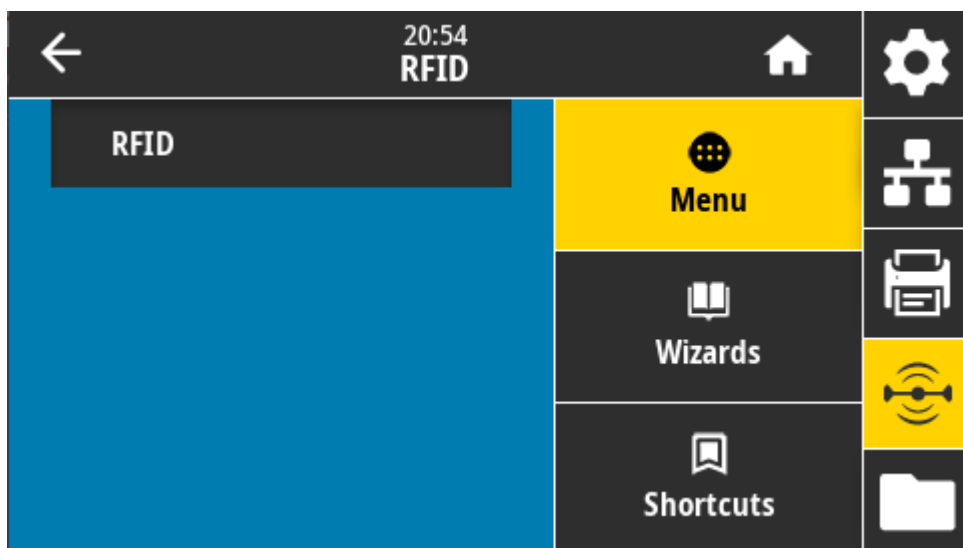 20:54
RFID
RFID
Menu
Wizards
Shortcuts